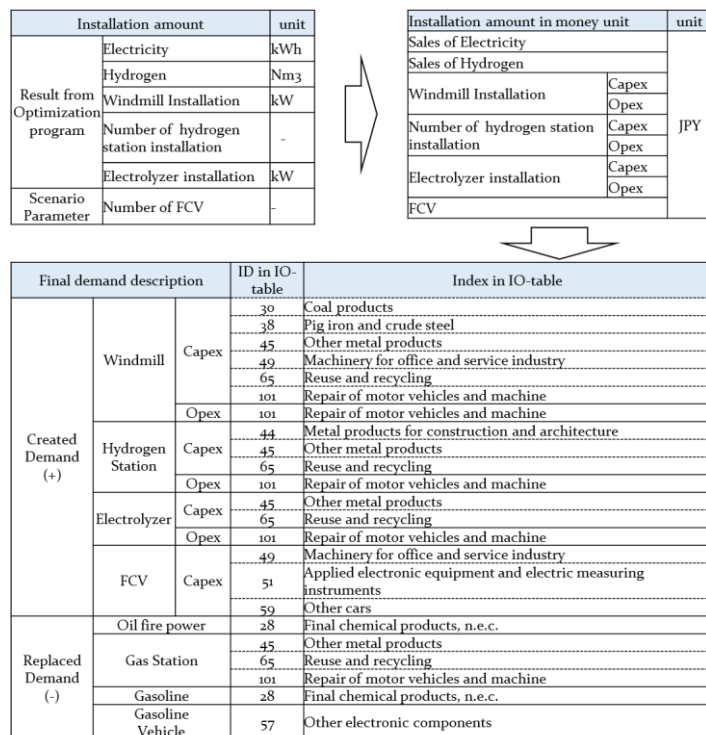 Installation amount unit
Result from Optimization program
Electricity kWh
Hydrogen Nm3
Windmill Installation kW
Number of hydrogen station installation -
Electrolyzer installation kW
Scenario Parameter
Number of FCV -
Installation amount in money unit unit
Sales of Electricity
Sales of Hydrogen
Windmill Installation Capex
Opex
Number of hydrogen station installation Capex
Opex
JPY
Electrolyzer installation Capex
Opex
FCV
Final demand description ID in IO-table Index in IO-table
Created Demand (+)
Windmill Capex
30 Coal products
38 Pig iron and crude steel
45 Other metal products
49 Machinery for office and service industry
65 Reuse and recycling
101 Repair of motor vehicles and machine
Opex 101 Repair of motor vehicles and machine
Hydrogen Station Capex
44 Metal products for construction and architecture
45 Other metal products
65 Reuse and recycling
Opex 101 Repair of motor vehicles and machine
Electrolyzer Capex
45 Other metal products
65 Reuse and recycling
Opex 101 Repair of motor vehicles and machine
FCV Capex
49 Machinery for office and service industry
51 Applied electronic equipment and electric measuring instruments
59 Other cars
Replaced Demand (-)
Oil fire power 28 Final chemical products, n.e.c.
Gas Station
45 Other metal products
65 Reuse and recycling
101 Repair of motor vehicles and machine
Gasoline 28 Final chemical products, n.e.c.
Gasoline Vehicle 57 Other electronic components